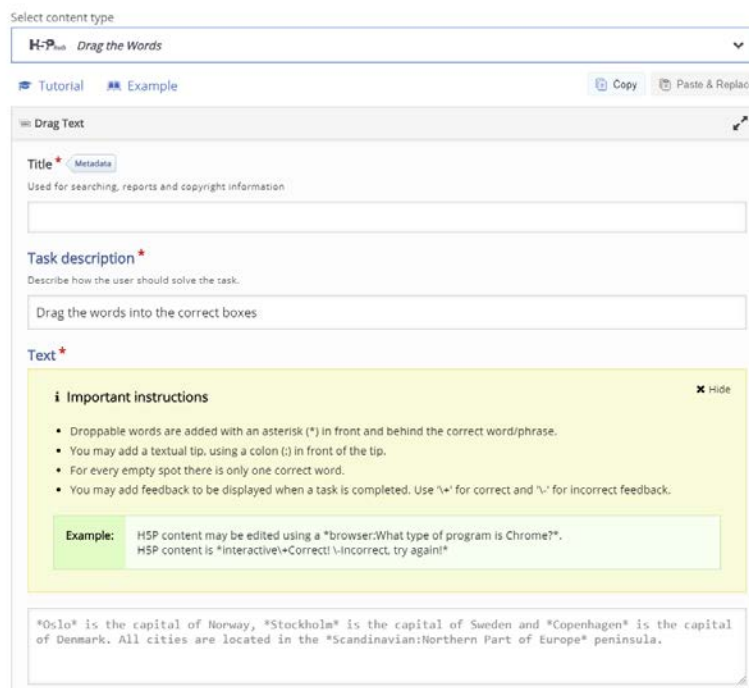 Select content type
H-P Hub Drag the Words
Tutorial Example Copy Paste & Replac
Drag Text
Title * Metadata
Used for searching, reports and copyright information
Task description *
Describe how the user should solve the task.
Drag the words into the correct boxes
Text *
i Important instructions Hide
• Droppable words are added with an asterisk (*) in front and behind the correct word/phrase.
• You may add a textual tip, using a colon (:) in front of the tip.
• For every empty spot there is only one correct word.
• You may add feedback to be displayed when a task is completed. Use '\+' for correct and '\-' for incorrect feedback.
Example: H5P content may be edited using a *browser:What type of program is Chrome?*.
H5P content is *interactive\+Correct! \-Incorrect, try again!*
*Oslo* is the capital of Norway, *Stockholm* is the capital of Sweden and *Copenhagen* is the capital
of Denmark. All cities are located in the *Scandinavian:Northern Part of Europe* peninsula.